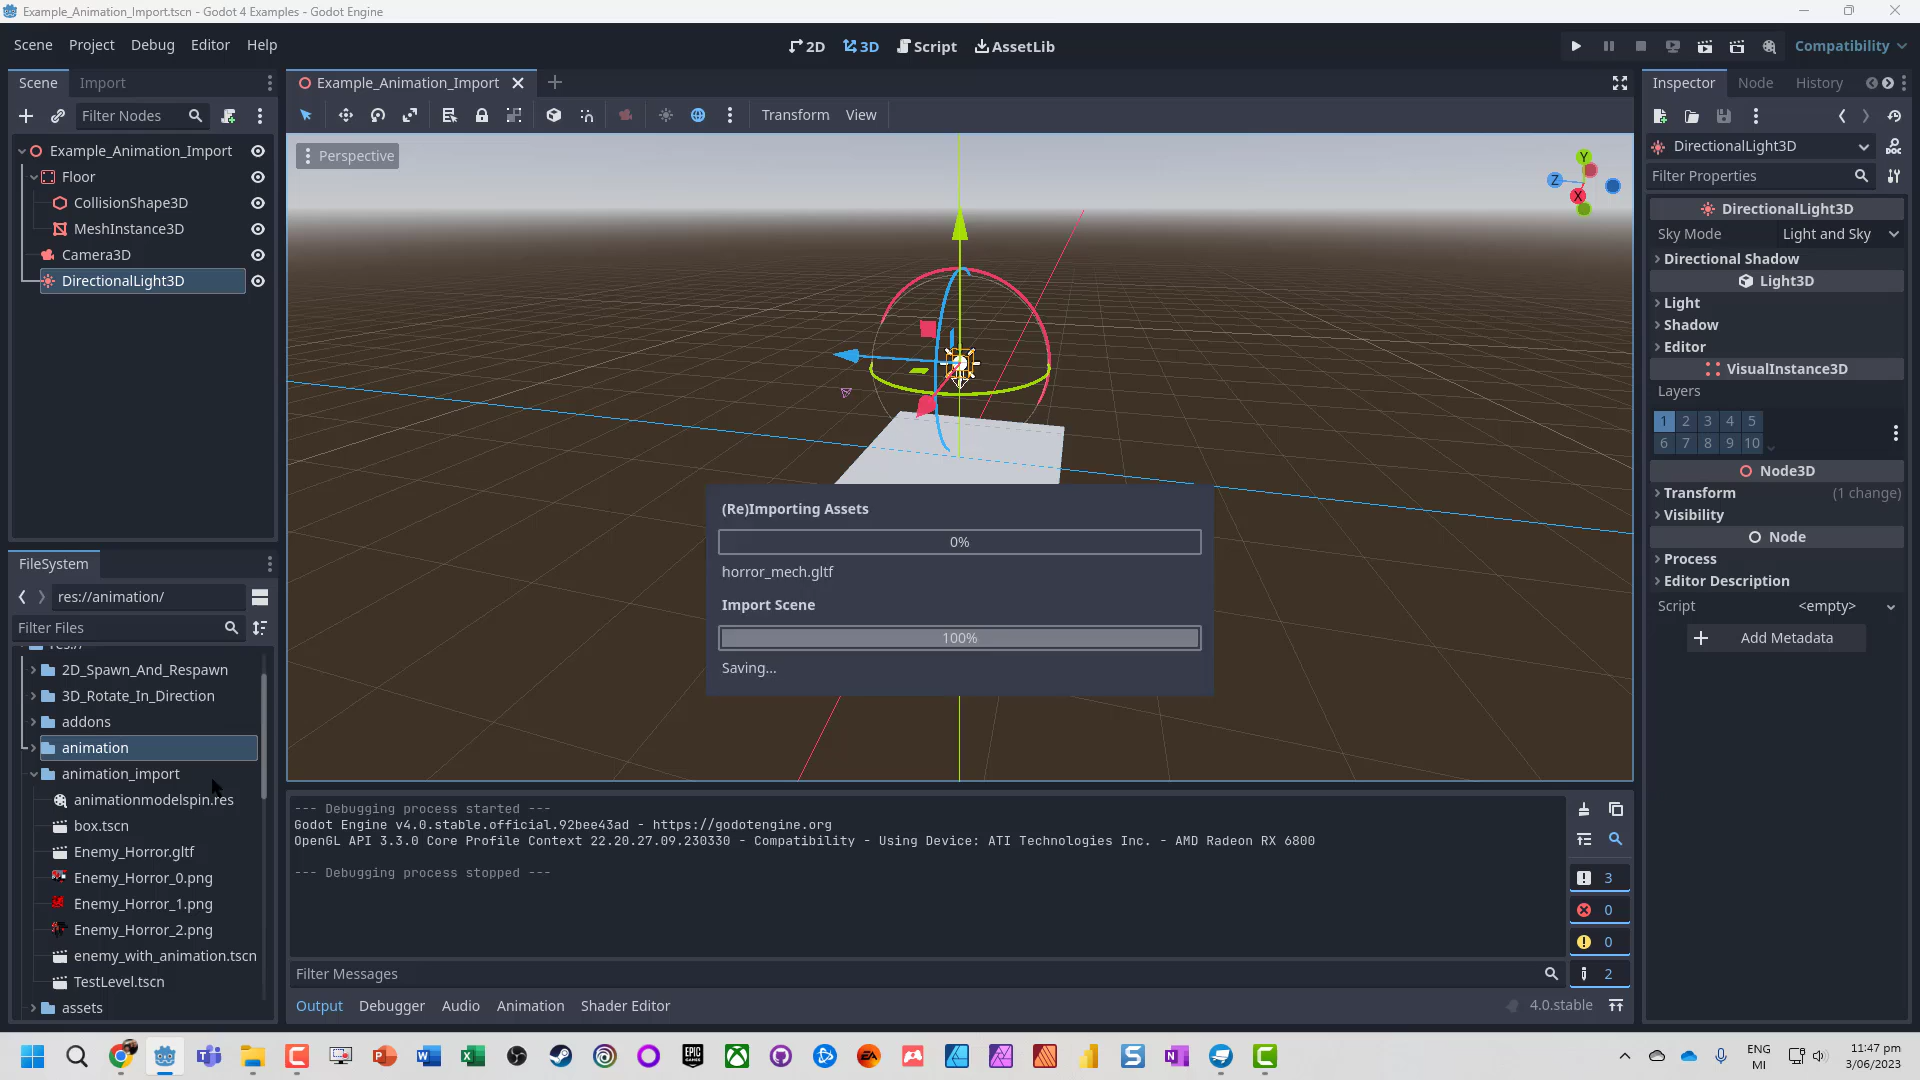 Example_Animation_Import.tscn - Godot 4 Examples - Godot Engine
Scene Project Debug Editor Help
2D 3D Script AssetLib
Compatibility
Scene Import
Filter Nodes
Example_Animation_Import
Floor
CollisionShape3D
MeshInstance3D
Camera3D
DirectionalLight3D
FileSystem
res://animation/
Filter Files
res://
2D_Spawn_And_Respawn
3D_Rotate_In_Direction
addons
animation
animation_import
animationmodelspin.res
box.tscn
Enemy_Horror.gltf
Enemy_Horror_0.png
Enemy_Horror_1.png
Enemy_Horror_2.png
enemy_with_animation.tscn
TestLevel.tscn
assets
Example_Animation_Import
Transform View
Perspective
Y
Z
X
(Re)Importing Assets
0%
horror_mech.gltf
Import Scene
100%
Saving...
--- Debugging process started ---
Godot Engine v4.0.stable.official.92bee43ad - https://godotengine.org
OpenGL API 3.3.0 Core Profile Context 22.20.27.09.230330 - Compatibility - Using Device: ATI Technologies Inc. - AMD Radeon RX 6800
--- Debugging process stopped ---
3
0
0
2
Filter Messages
Output Debugger Audio Animation Shader Editor
4.0.stable
Inspector Node History
DirectionalLight3D
Filter Properties
DirectionalLight3D
Sky Mode Light and Sky
Directional Shadow
Light3D
Light
Shadow
Editor
VisualInstance3D
Layers
1 2 3 4 5
6 7 8 9 10
Node3D
Transform (1 change)
Visibility
Node
Process
Editor Description
Script <empty>
Add Metadata
ENG
MI
11:47 pm
3/06/2023